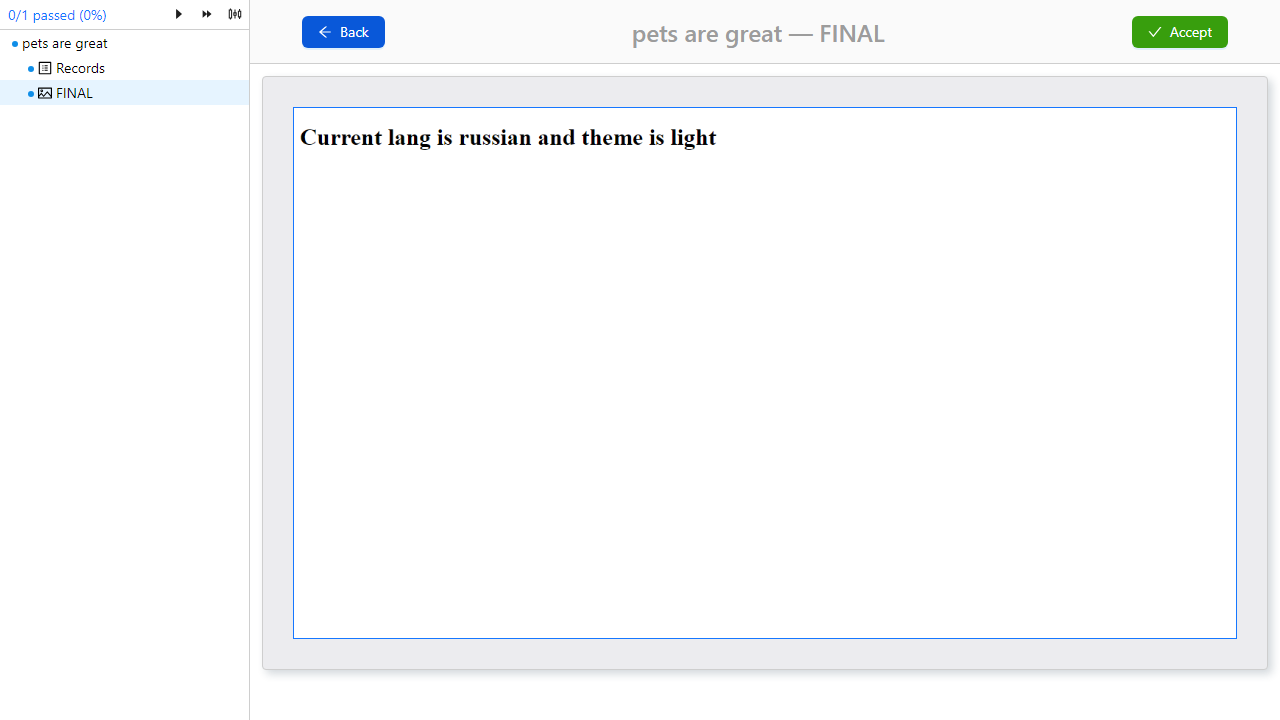 0/1 passed (0%)
pets are great
Records
FINAL
Back
pets are great — FINAL
Accept
Current lang is russian and theme is light